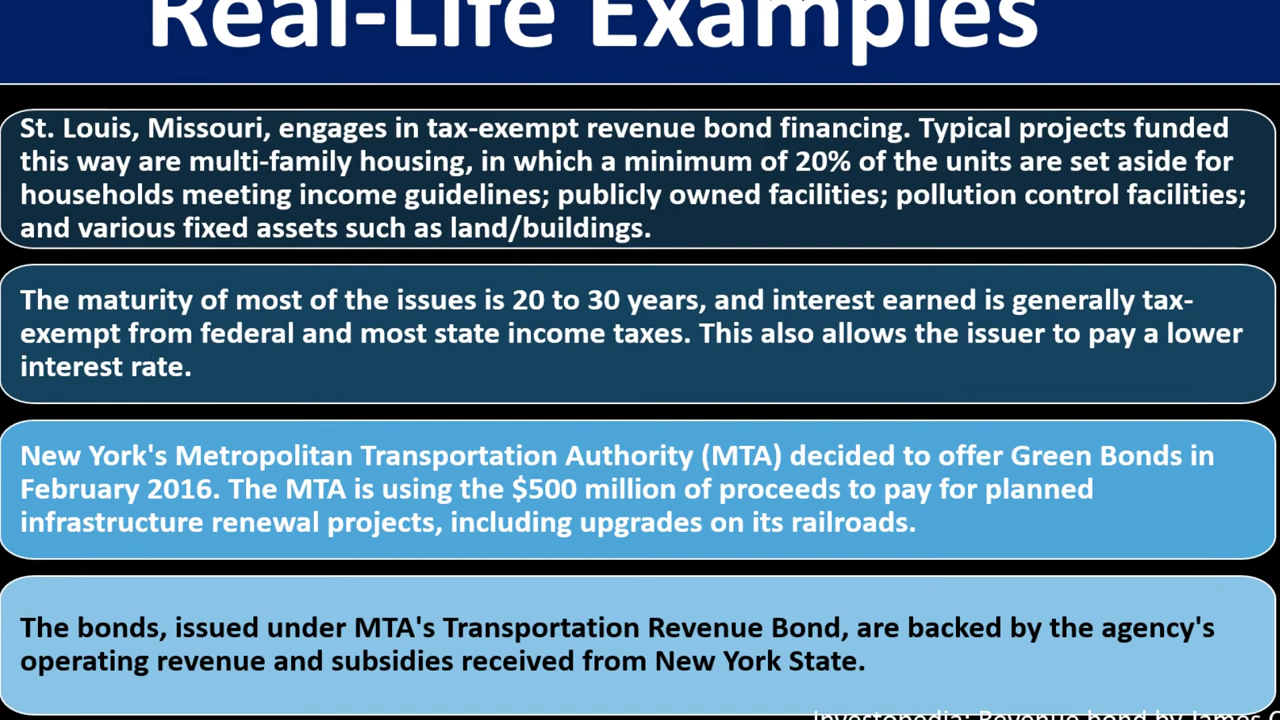 Real-Life Examples
St. Louis, Missouri, engages in tax-exempt revenue bond financing. Typical projects funded
this way are multi-family housing, in which a minimum of 20% of the units are set aside for
households meeting income guidelines; publicly owned facilities; pollution control facilities;
and various fixed assets such as land/buildings.
The maturity of most of the issues is 20 to 30 years, and interest earned is generally tax-
exempt from federal and most state income taxes. This also allows the issuer to pay a lower
interest rate.
New York's Metropolitan Transportation Authority (MTA) decided to offer Green Bonds in
February 2016. The MTA is using the $500 million of proceeds to pay for planned
infrastructure renewal projects, including upgrades on its railroads.
The bonds, issued under MTA's Transportation Revenue Bond, are backed by the agency's
operating revenue and subsidies received from New York State.
Investopedia: Revenue bond by James